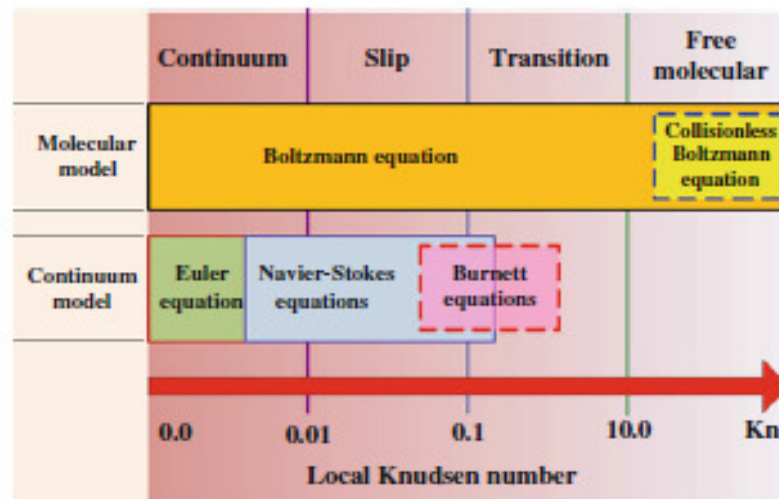 Continuum Slip Transition Free
molecular
Molecular
model
Boltzmann equation
Collisionless
Boltzmann
equation
Continuum
model
Euler
equation
Navier-Stokes
equations
Burnett
equations
0.0 0.01 0.1 10.0 Kn
Local Knudsen number